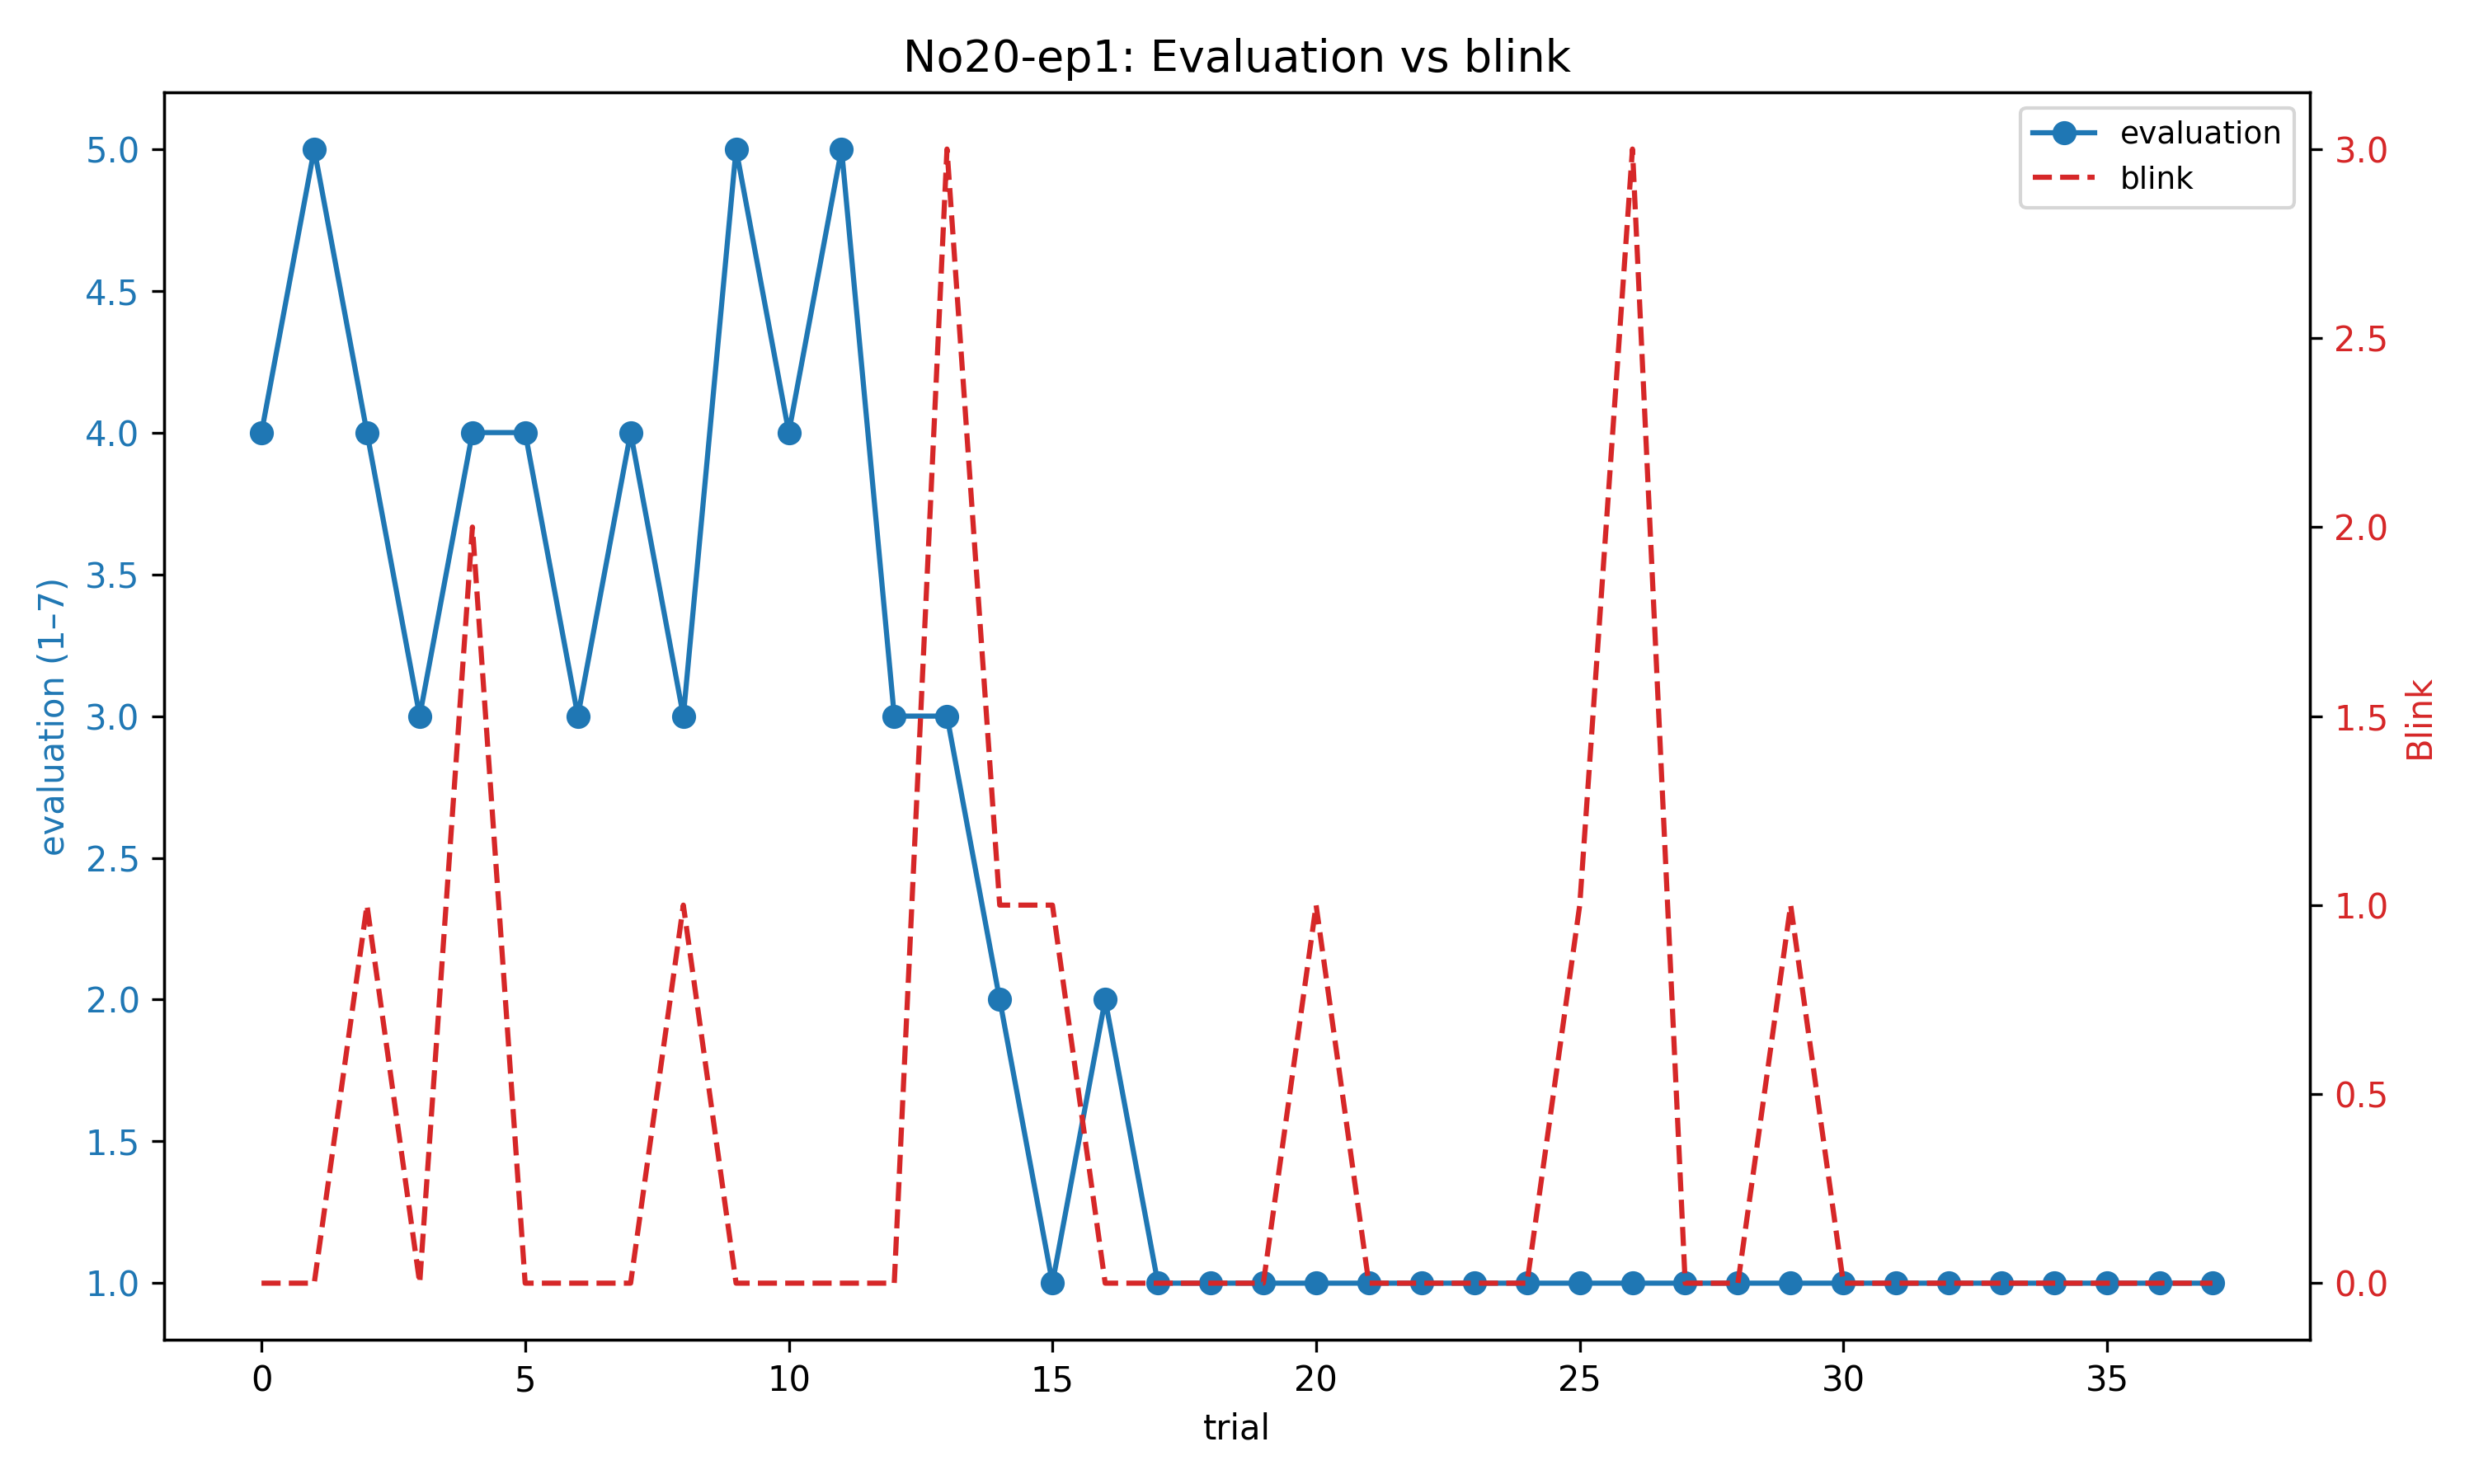 No20-ep1: Evaluation vs blink
evaluation
blink
5.0
4.5
4.0
3.5
3.0
2.5
2.0
1.5
1.0
evaluation (1–7)
3.0
2.5
2.0
1.5
1.0
0.5
0.0
Blink
0 5 10 15 20 25 30 35
trial